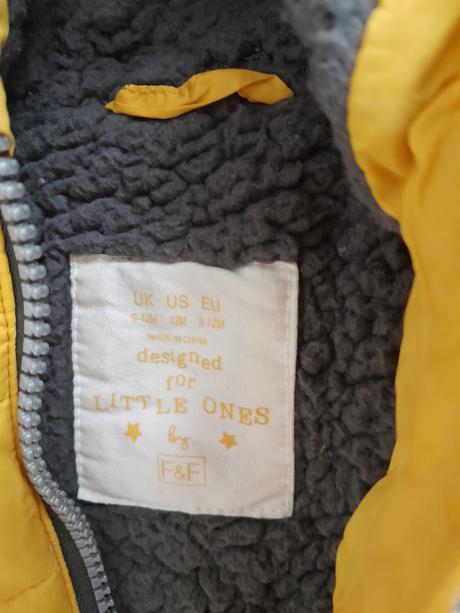 UK US EU
9-12M 12M 9-12M
MADE IN CHINA
designed
for
LITTLE ONES
by
F&F